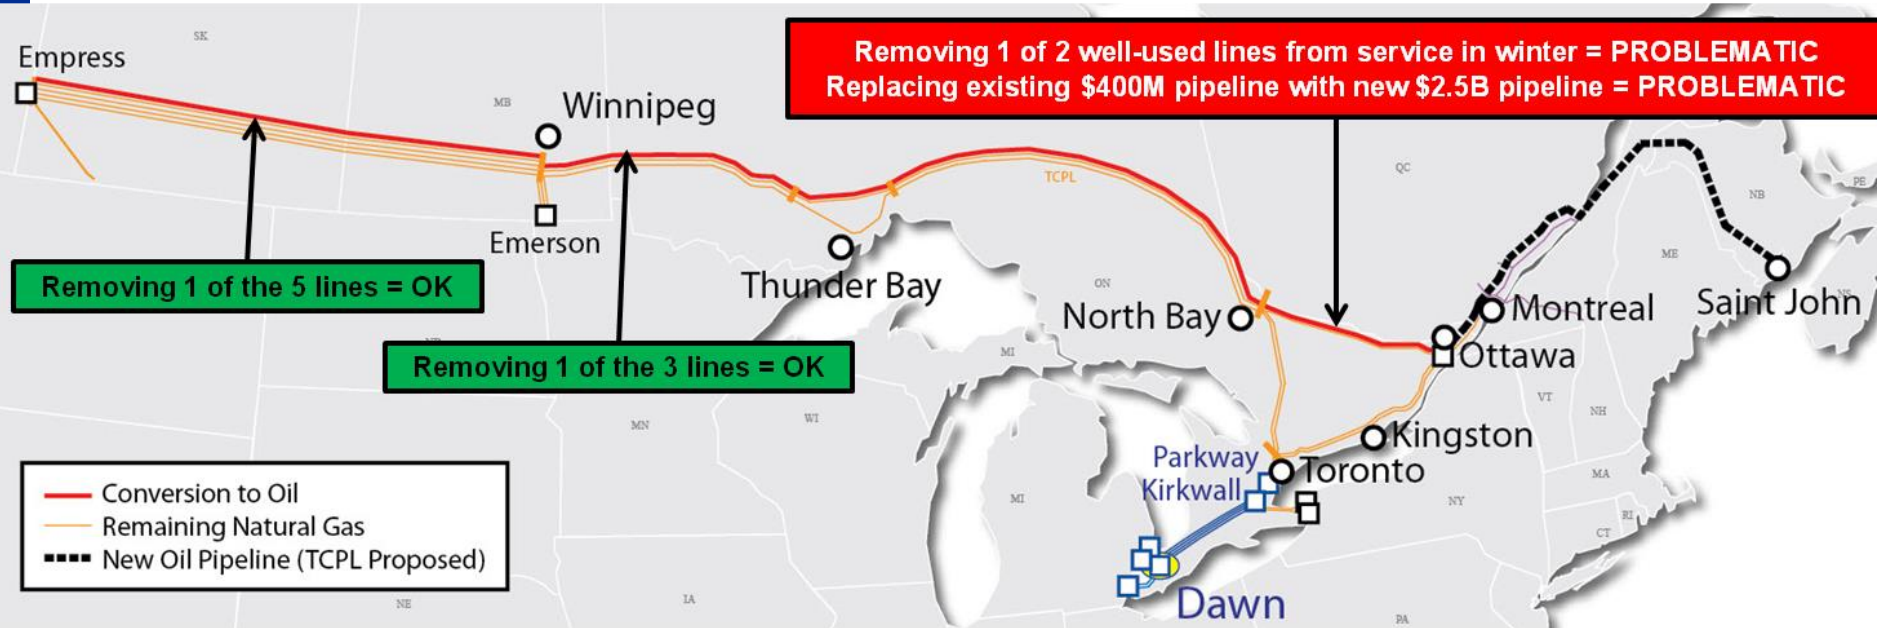 SK
Empress
MB
Winnipeg
Removing 1 of 2 well-used lines from service in winter = PROBLEMATIC
Replacing existing $400M pipeline with new $2.5B pipeline = PROBLEMATIC
QC
TCPL
NB
PE
Emerson
ME
Removing 1 of the 5 lines = OK
Thunder Bay
ON
North Bay
Montreal
Saint John
NS
Removing 1 of the 3 lines = OK
MI
Ottawa
VT
NH
MN
WI
Kingston
Parkway
Kirkwall
Toronto
MI
NY
MA
RI
CT
Conversion to Oil
Remaining Natural Gas
New Oil Pipeline (TCPL Proposed)
NE
IA
Dawn
PA